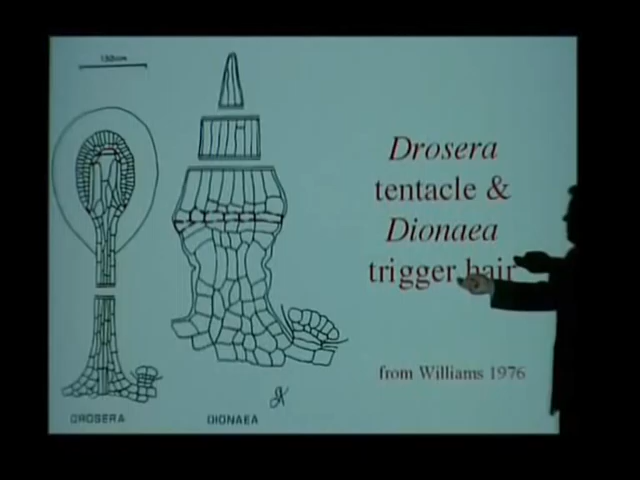 Drosera
tentacle &
Dionaea
trigger hair
from Williams 1976
DROSERA
DIONAEA